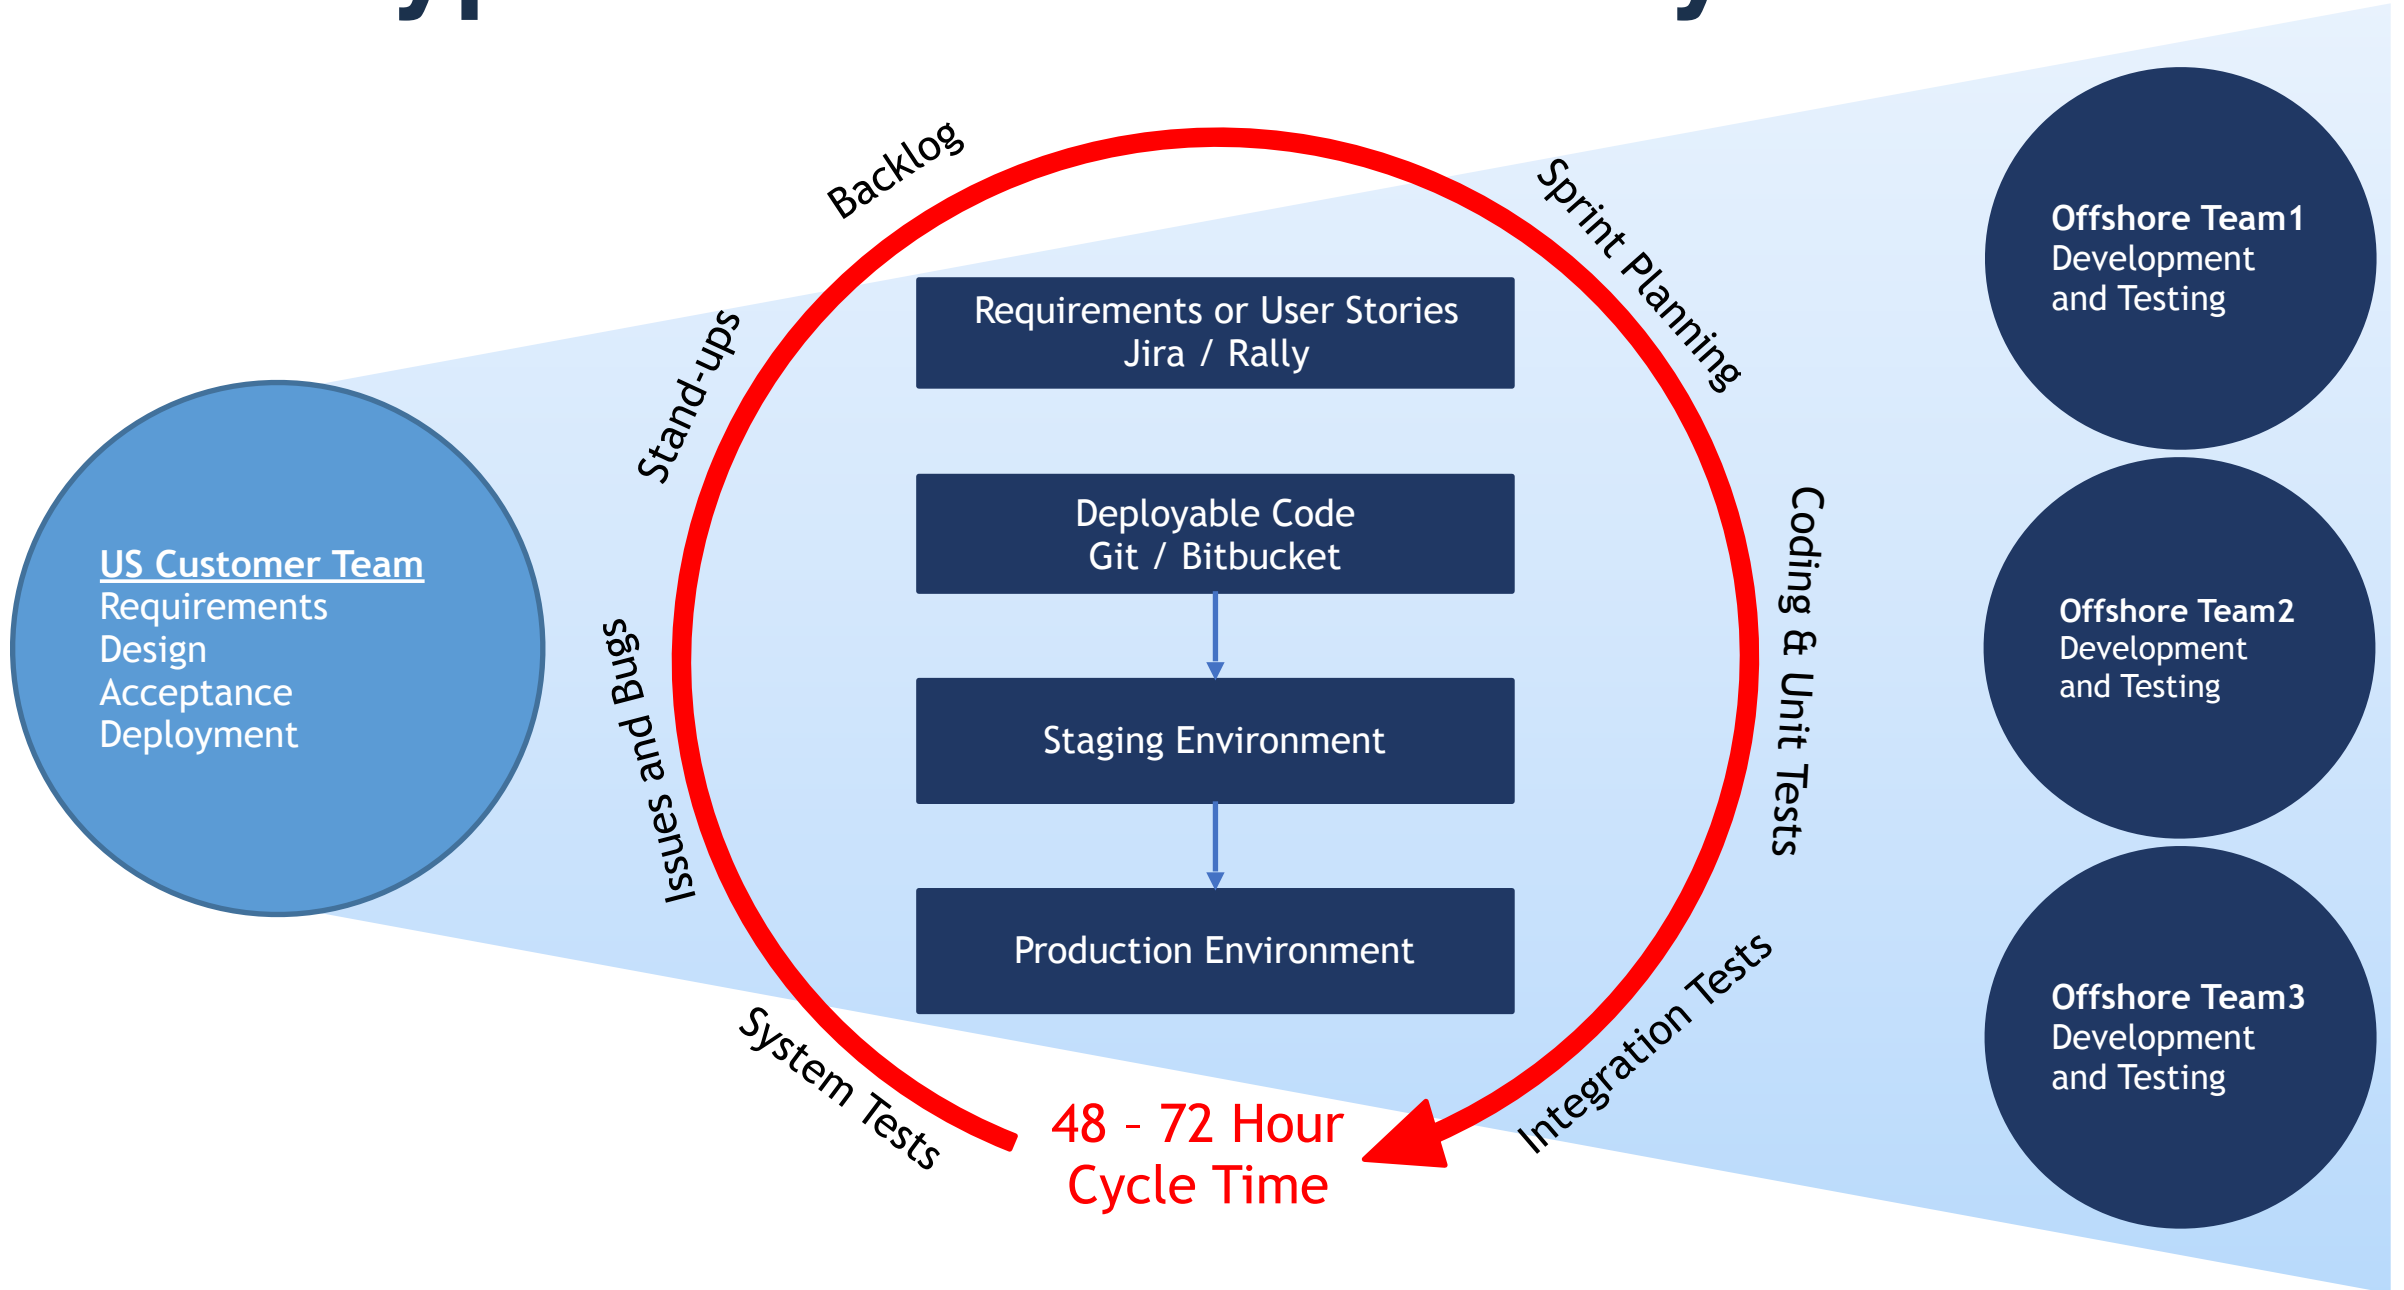 Backlog
Sprint Planning
Stand-ups
Coding & Unit Tests
Issues and Bugs
Integration Tests
System Tests
48 – 72 Hour
Cycle Time
US Customer Team
Requirements
Design
Acceptance
Deployment
Requirements or User Stories
Jira / Rally
Deployable Code
Git / Bitbucket
Staging Environment
Production Environment
Offshore Team1
Development
and Testing
Offshore Team2
Development
and Testing
Offshore Team3
Development
and Testing